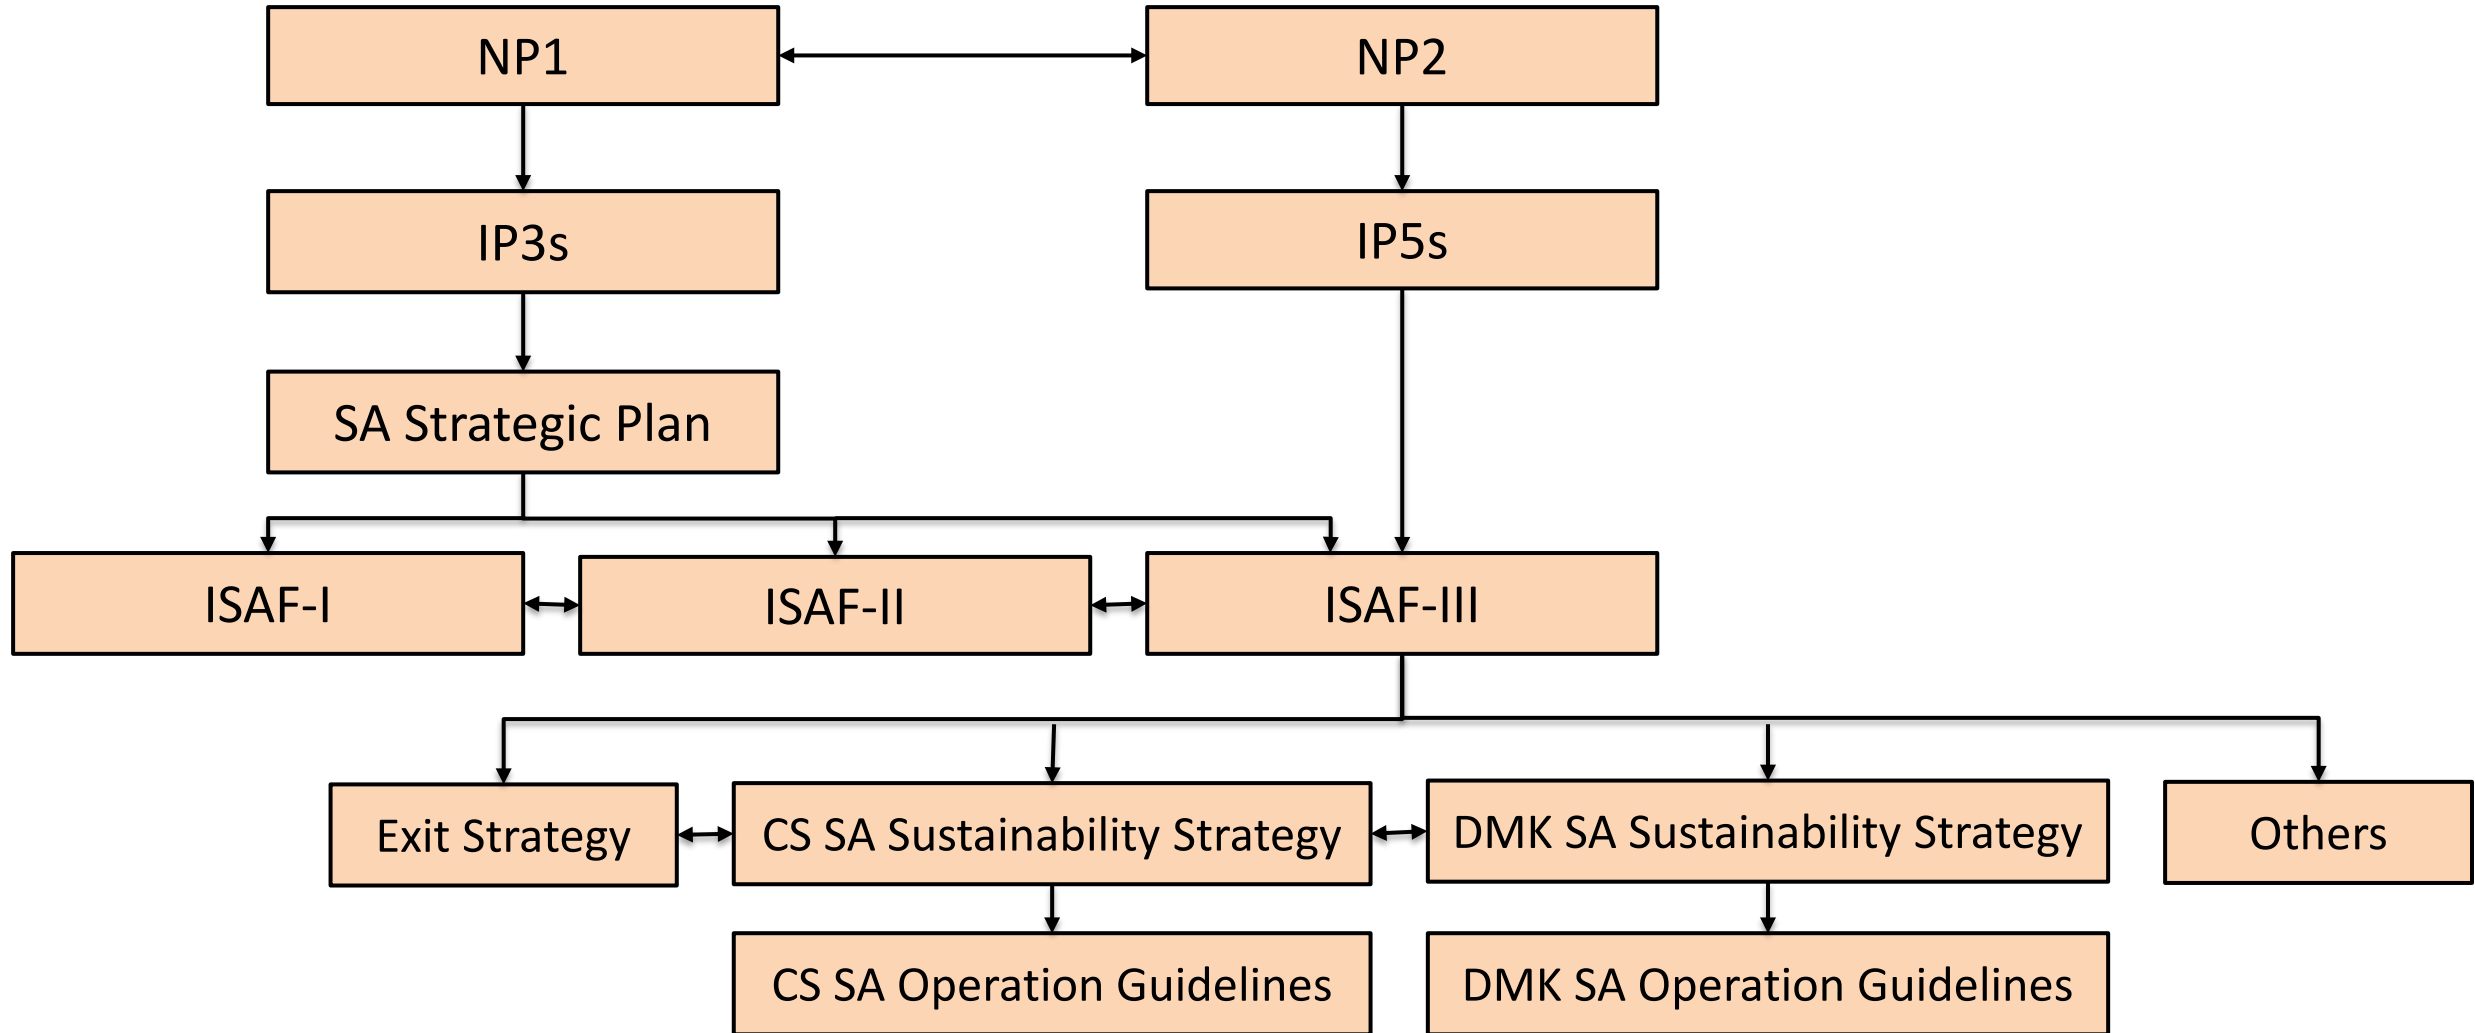 NP1
NP2
IP3s
IP5s
SA Strategic Plan
ISAF-I
ISAF-II
ISAF-III
Exit Strategy
CS SA Sustainability Strategy
DMK SA Sustainability Strategy
Others
CS SA Operation Guidelines
DMK SA Operation Guidelines